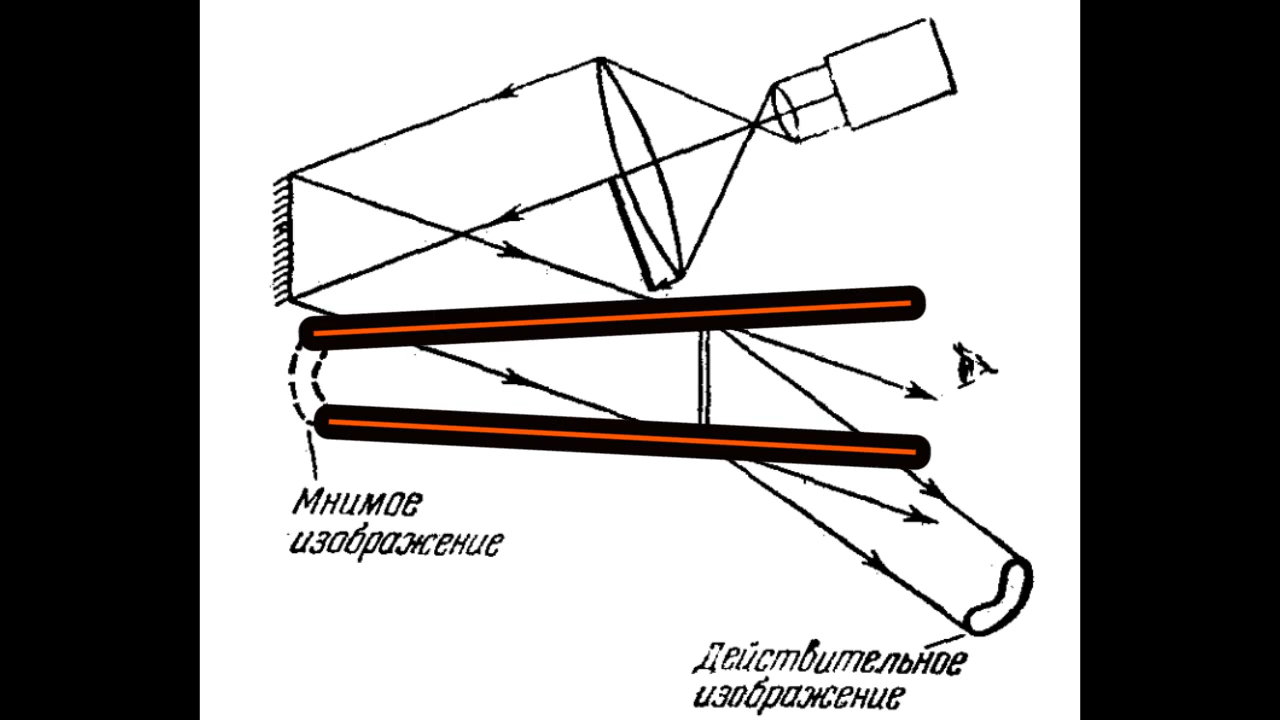 Мнимое
изображение
Действительное
изображение